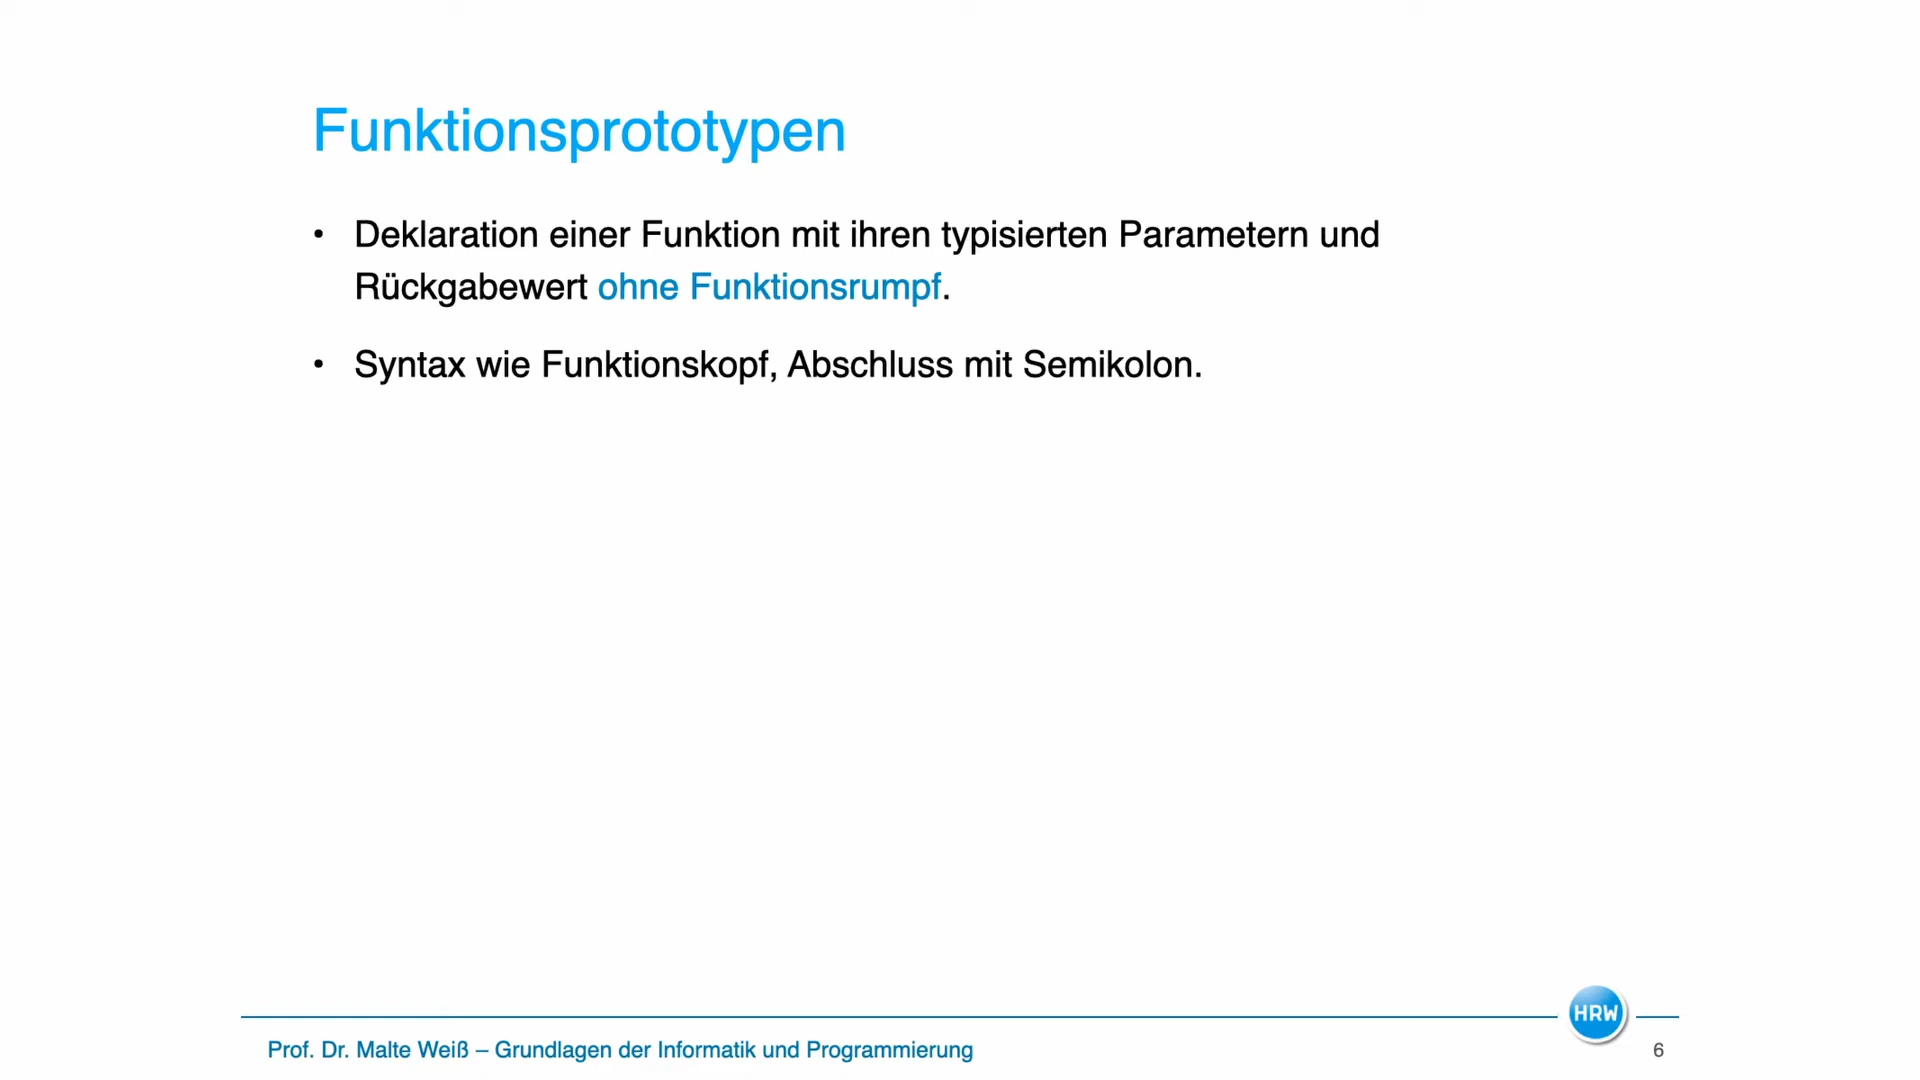 Funktionsprototypen
• Deklaration einer Funktion mit ihren typisierten Parametern und
Rückgabewert ohne Funktionsrumpf.
• Syntax wie Funktionskopf, Abschluss mit Semikolon.
HRW
Prof. Dr. Malte Weiß – Grundlagen der Informatik und Programmierung
6